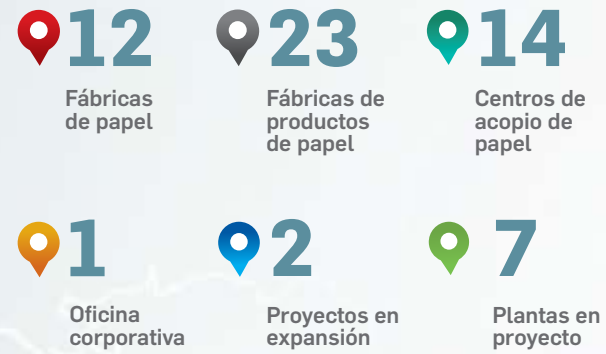 12
Fábricas
de papel
23
Fábricas de
productos
de papel
14
Centros de
acopio de
papel
1
Oficina
corporativa
2
Proyectos en
expansión
7
Plantas en
proyecto